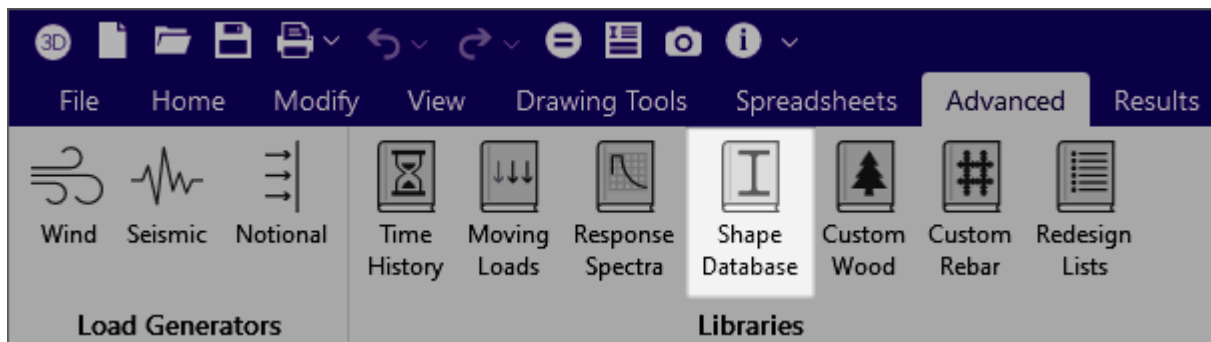 3D
File Home Modify View Drawing Tools Spreadsheets Advanced Results
Wind Seismic Notional Time History Moving Loads Response Spectra Shape Database Custom Wood Custom Rebar Redesign Lists
Load Generators Libraries